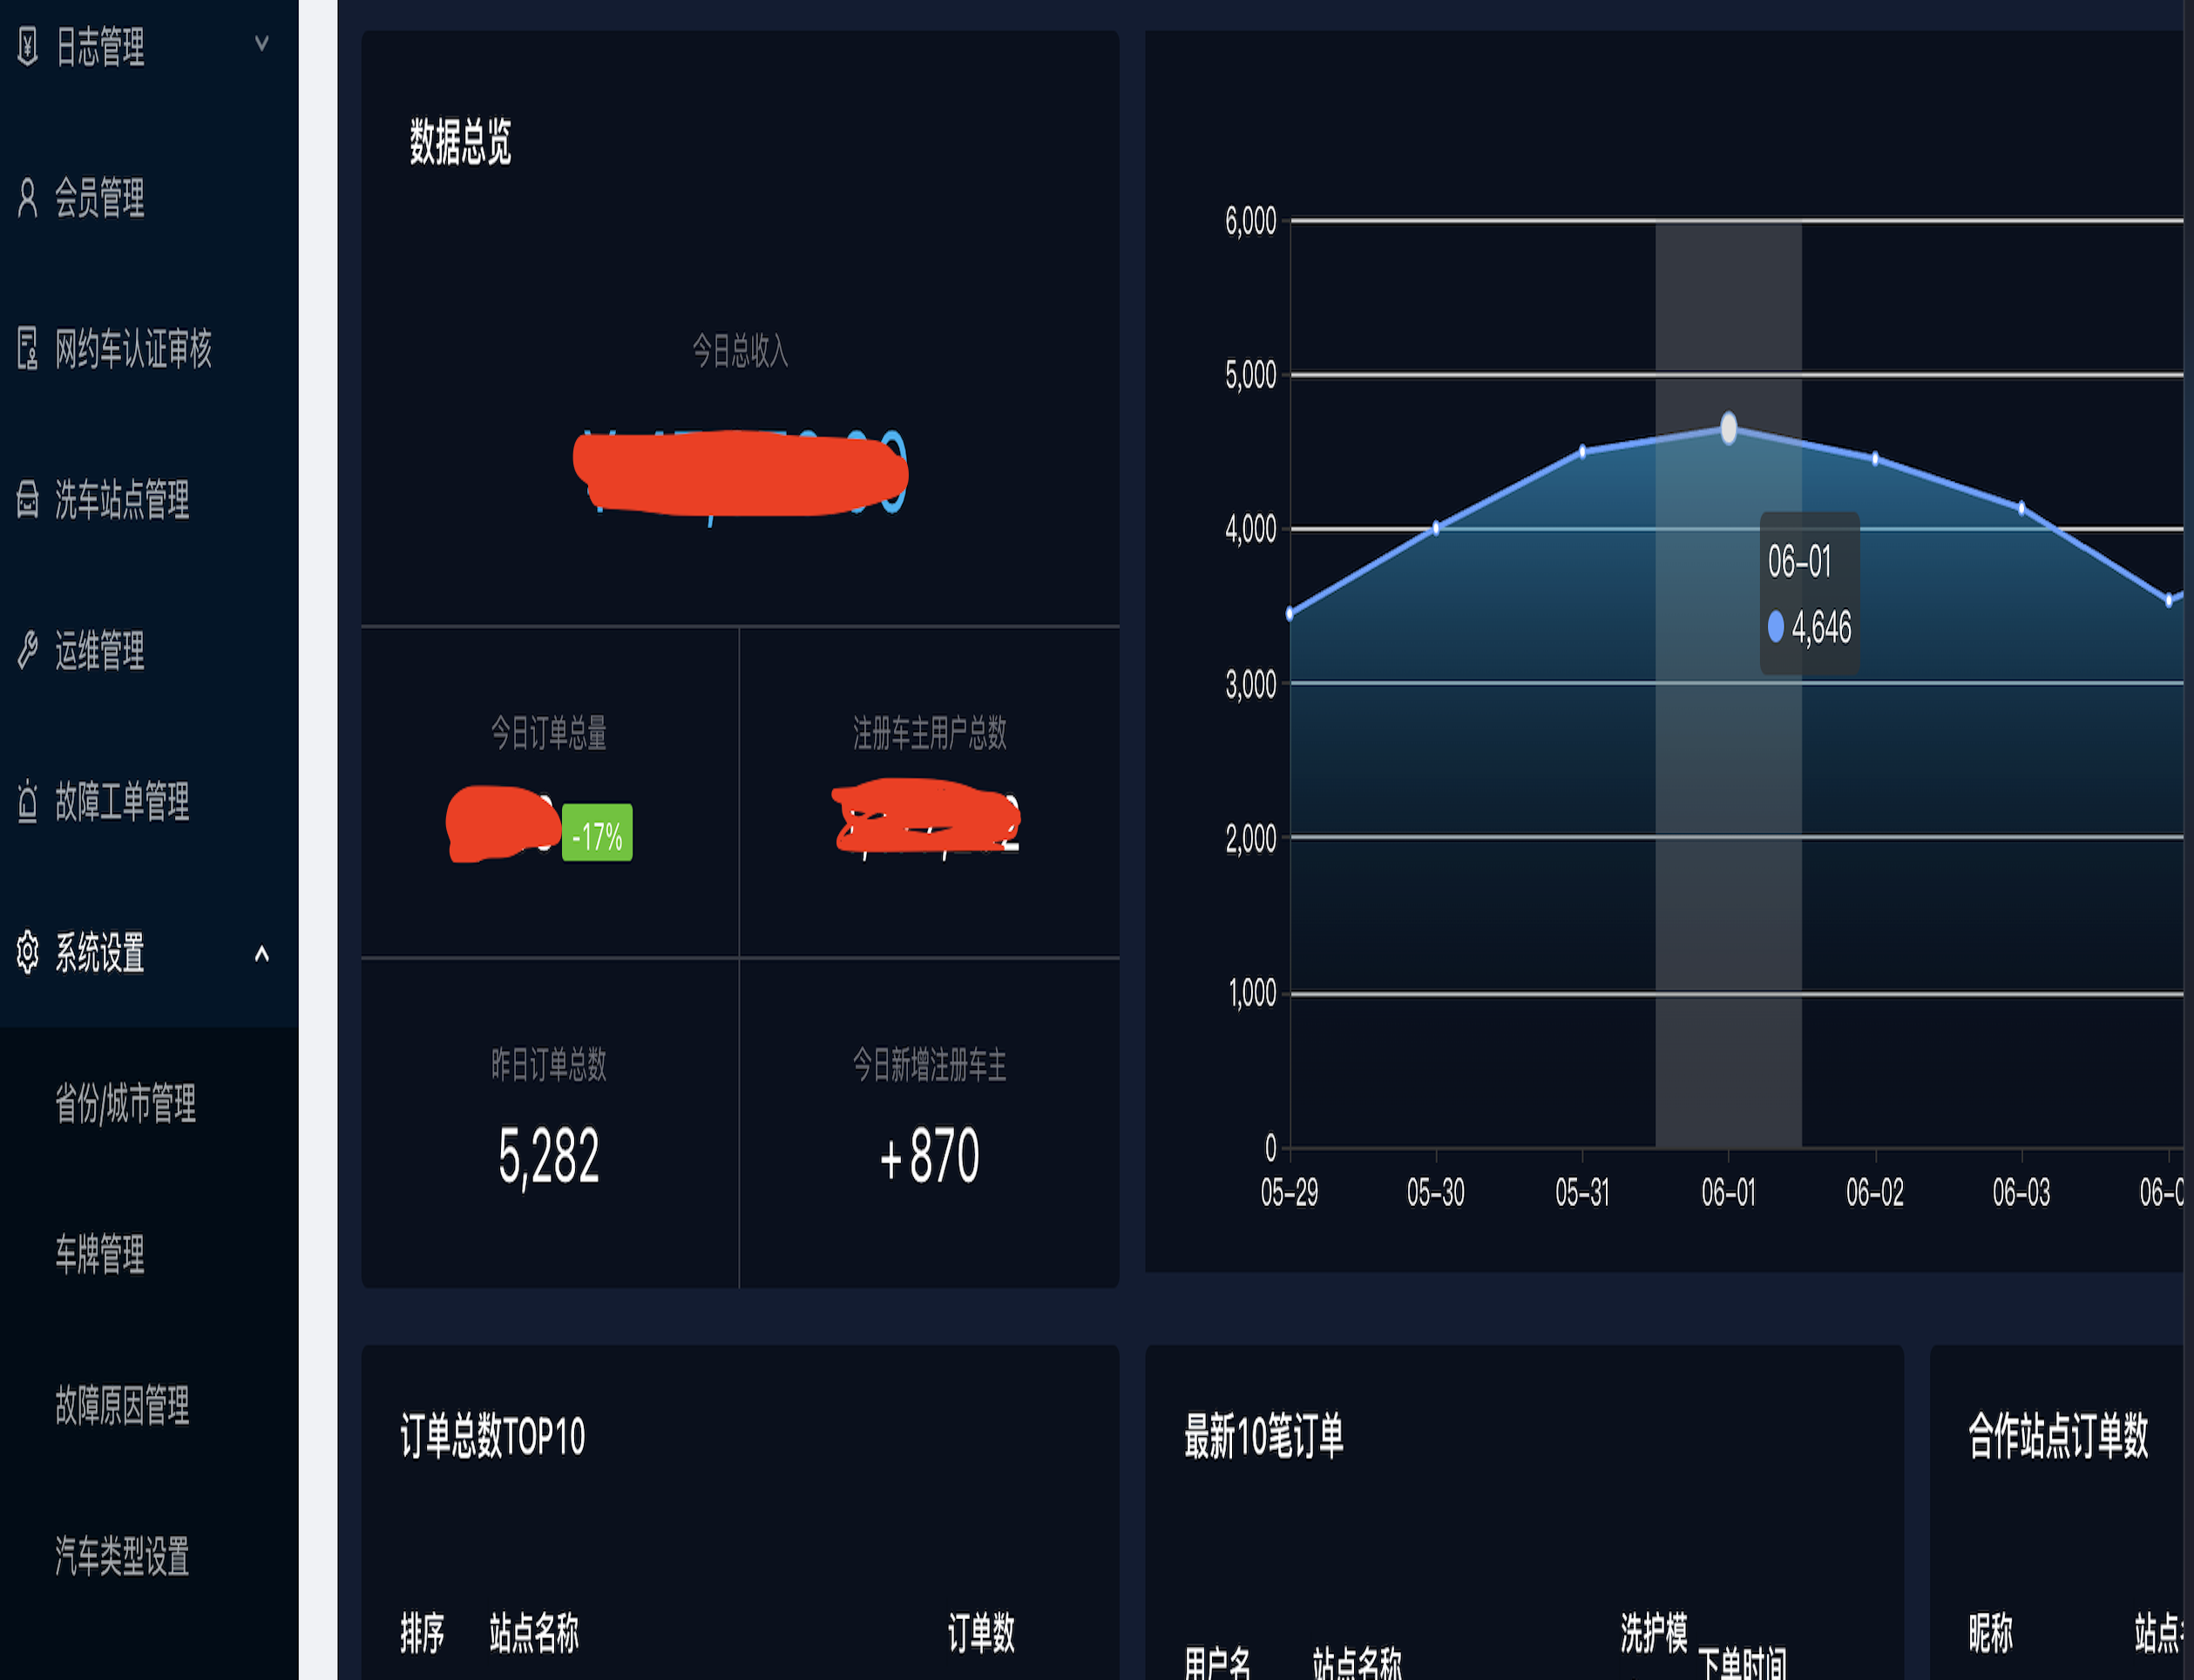 日志管理
会员管理
网约车认证审核
洗车站点管理
运维管理
故障工单管理
系统设置
省份/城市管理
车牌管理
故障原因管理
汽车类型设置
数据总览
今日总收入
今日订单总量
-17%
注册车主用户总数
昨日订单总数
5,282
今日新增注册车主
+870
6,000
5,000
4,000
3,000
2,000
1,000
0
06-01
4,646
05-29
05-30
05-31
06-01
06-02
06-03
订单总数TOP10
排序
站点名称
订单数
最新10笔订单
用户名
站点名称
洗护模
下单时间
合作站点订单数
昵称
站点